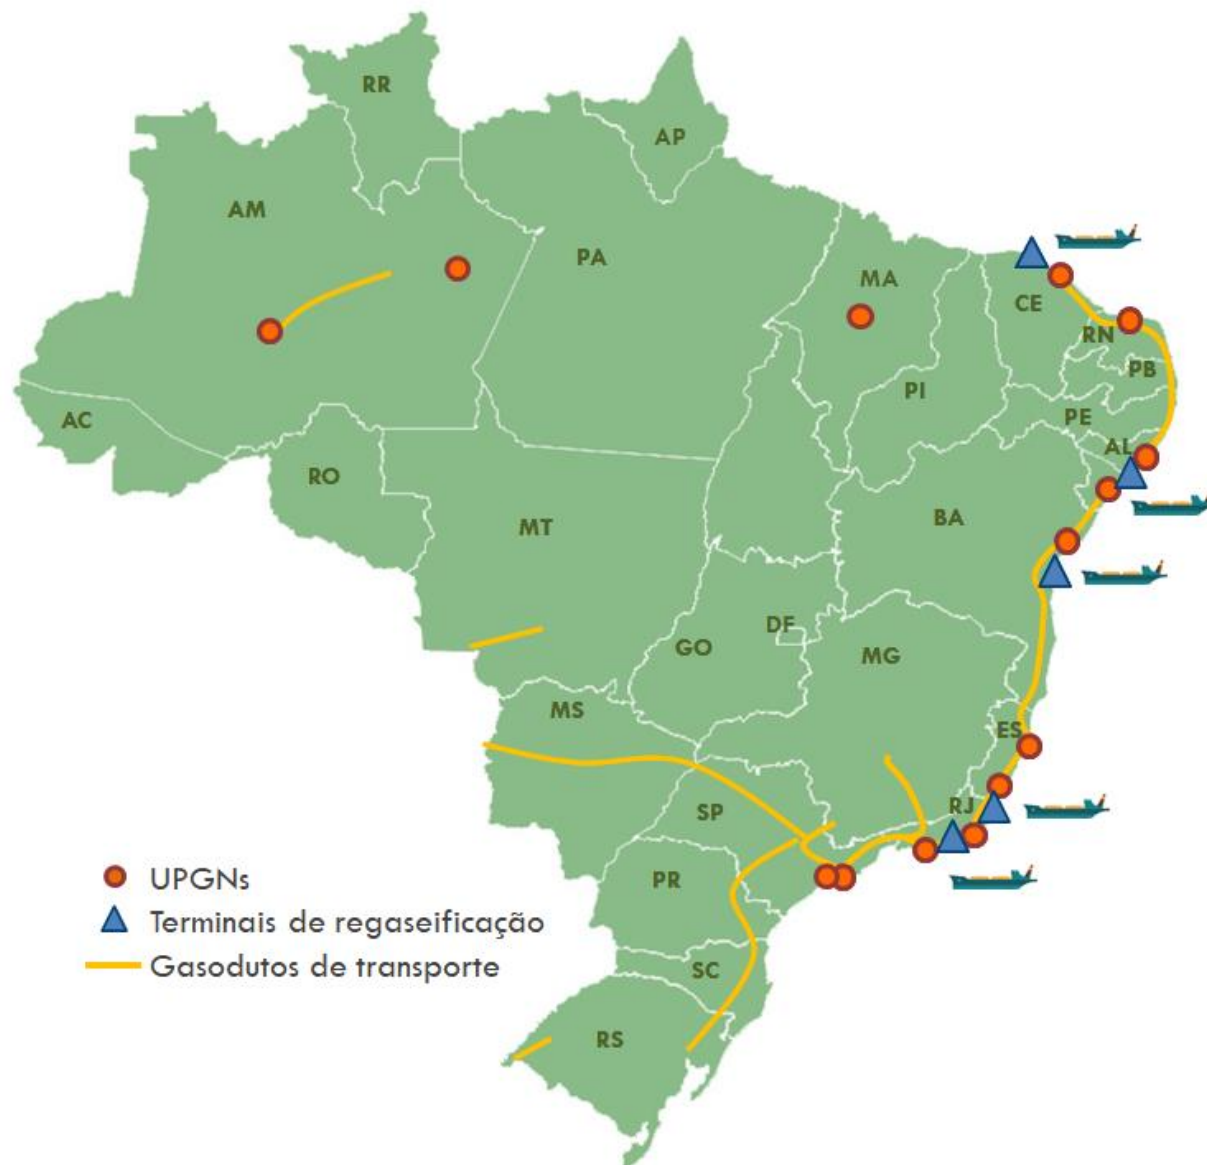 RR
AP
AM
PA
MA
CE
RN
PB
PI
PE
AC
AL
RO
BA
MT
DF
GO
MG
MS
ES
RJ
SP
UPGNs
PR
Terminais de regaseificação
Gasodutos de transporte
SC
RS